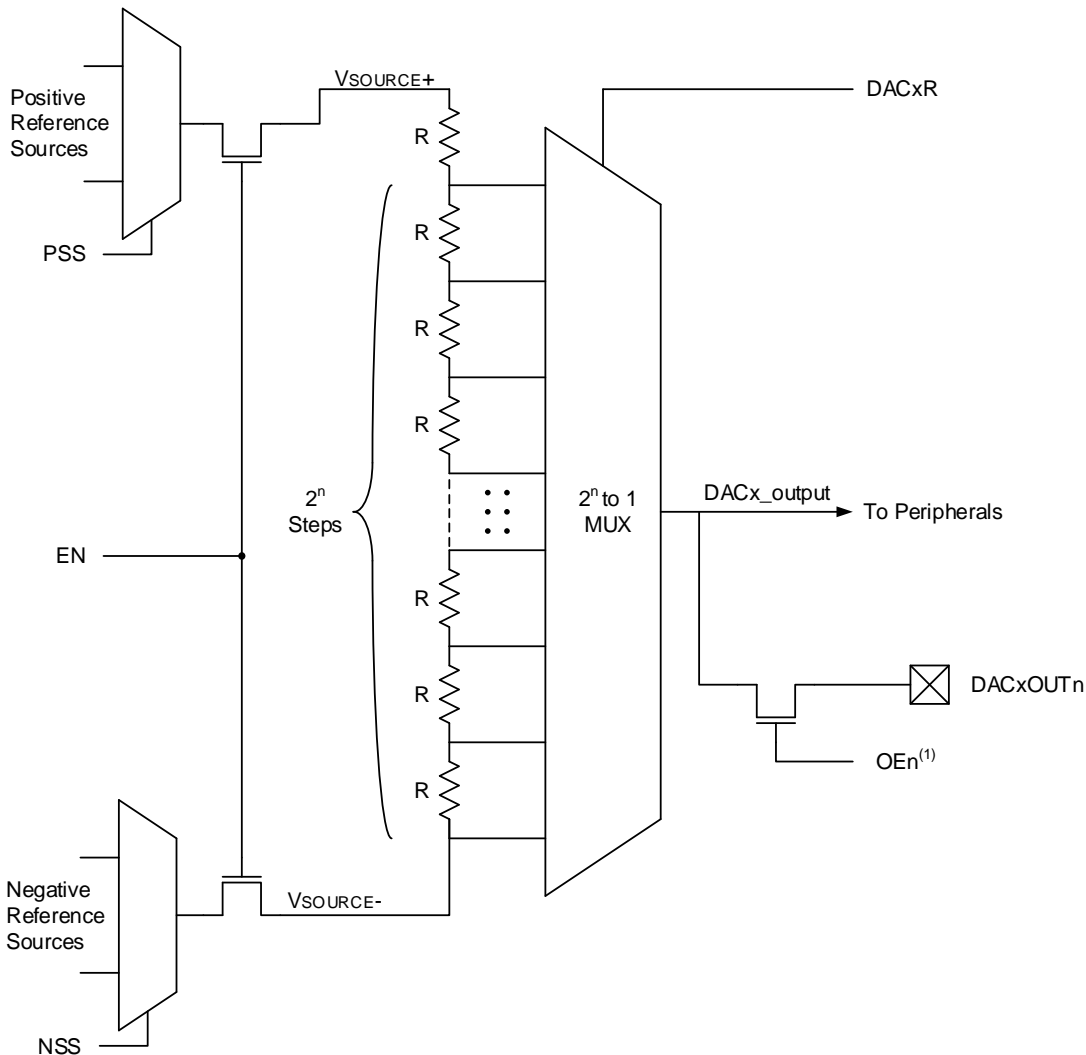 Positive
Reference
Sources
PSS
VSOURCE+
DACxR
R
R
R
R
2ⁿ
Steps
2ⁿ to 1
MUX
DACx_output
To Peripherals
EN
R
R
R
DACxOUTn
OEn⁽¹⁾
Negative
Reference
Sources
VSOURCE-
NSS